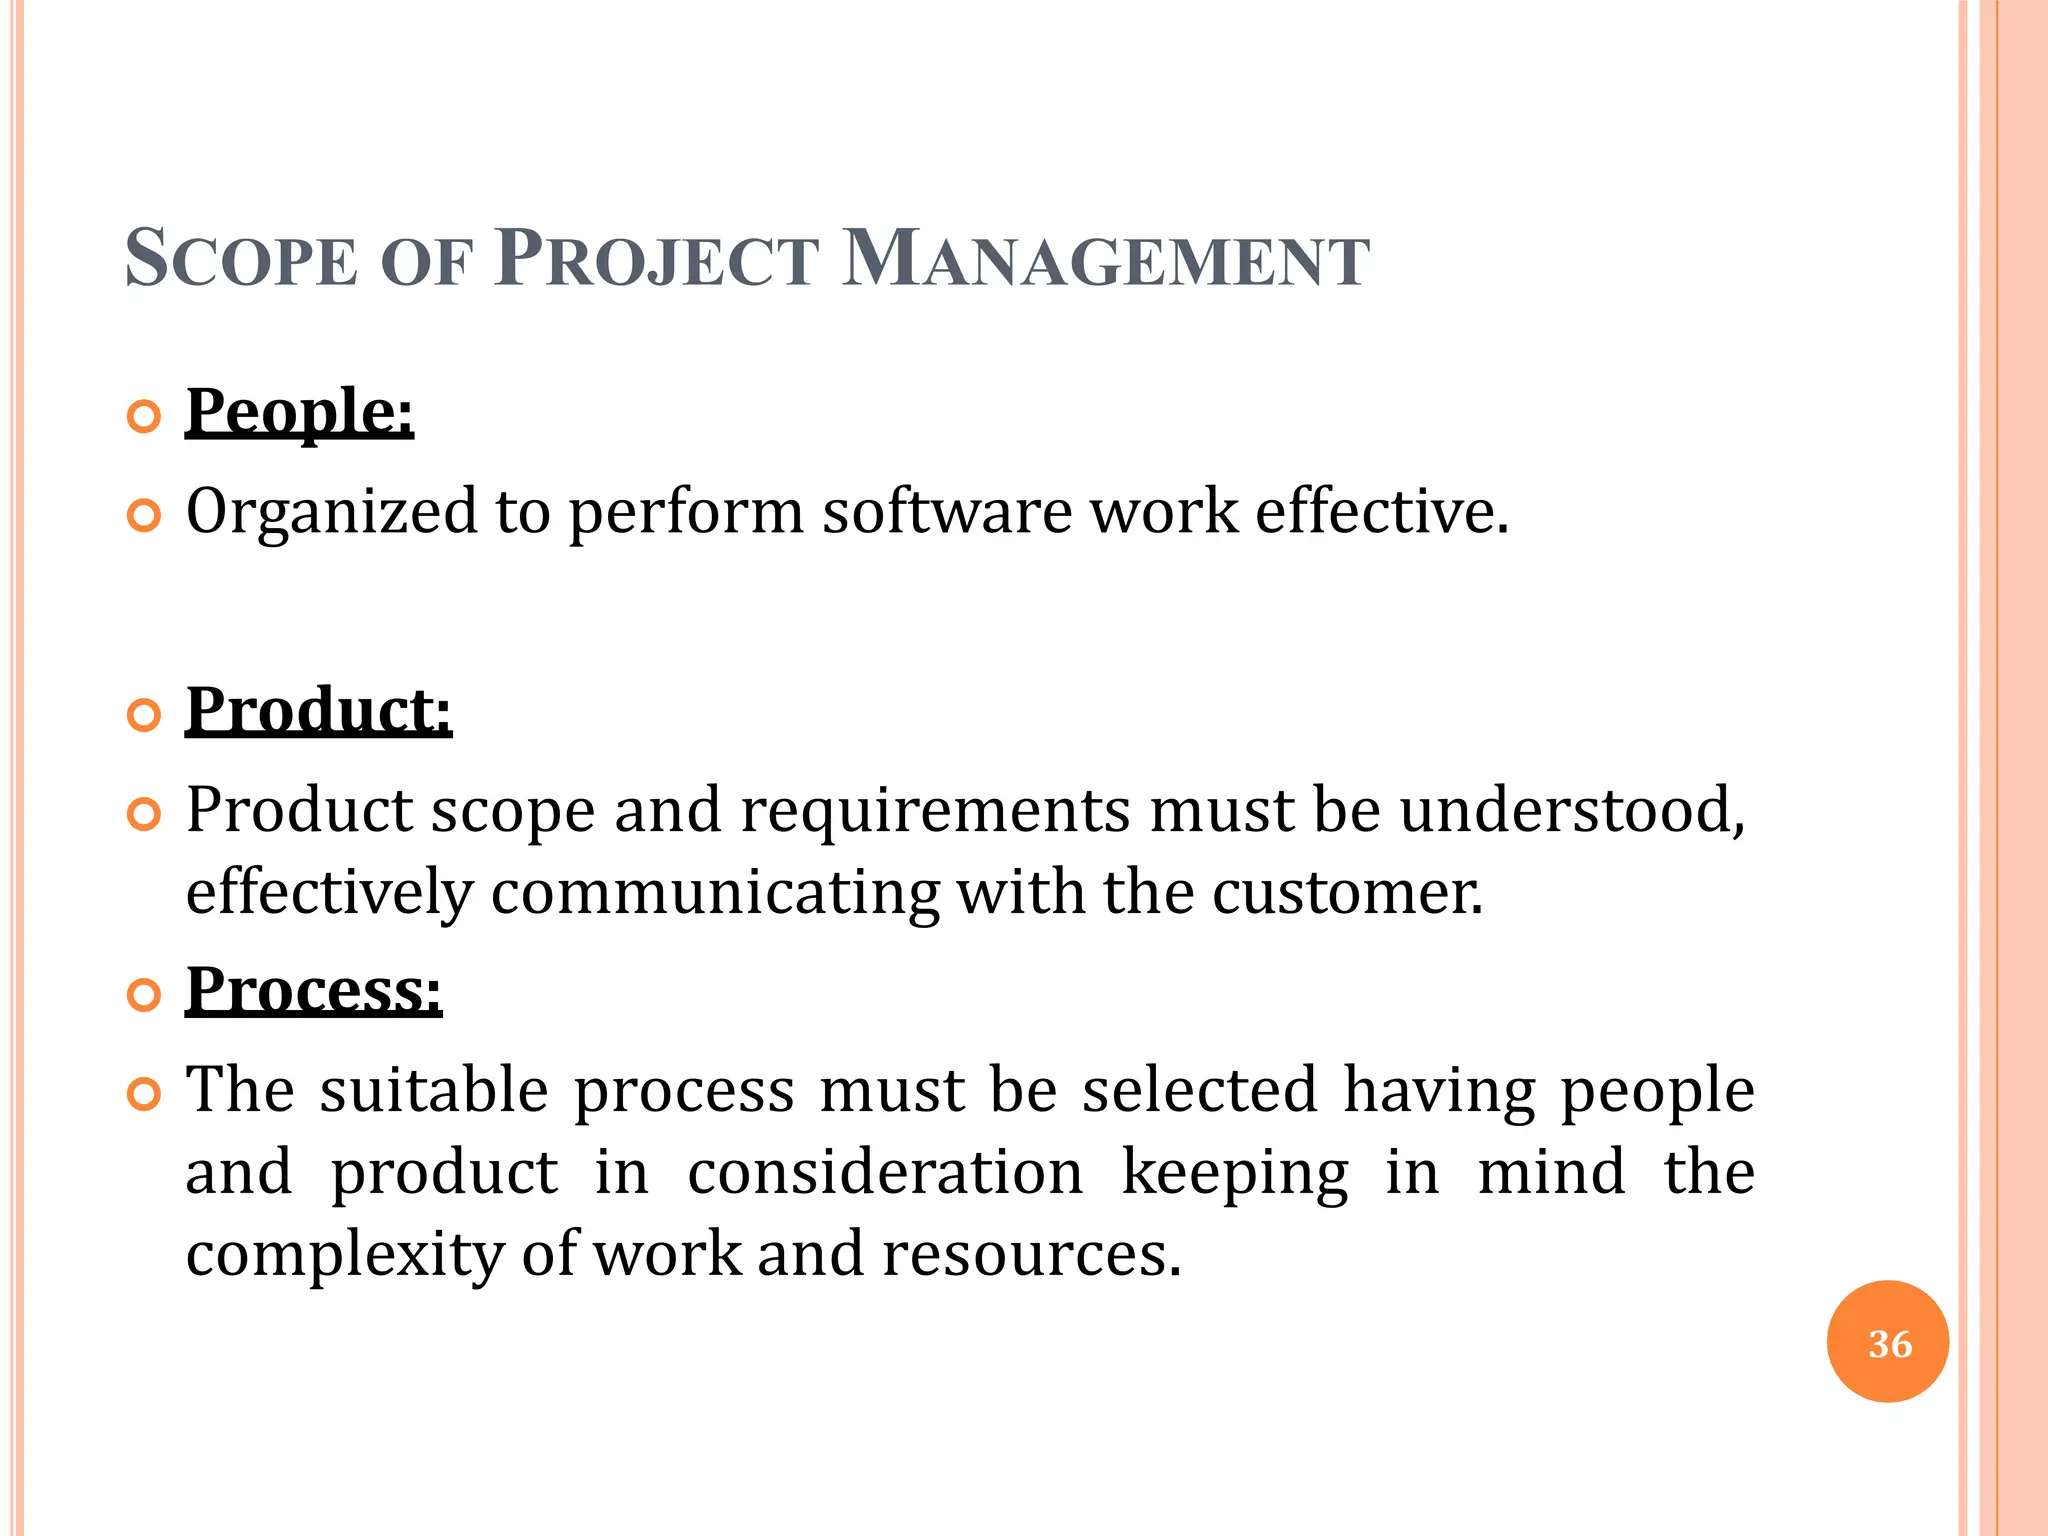 SCOPE OF PROJECT MANAGEMENT
People:
Organized to perform software work effective.
Product:
Product scope and requirements must be understood,
effectively communicating with the customer.
Process:
The suitable process must be selected having people
and product in consideration keeping in mind the
complexity of work and resources.
36